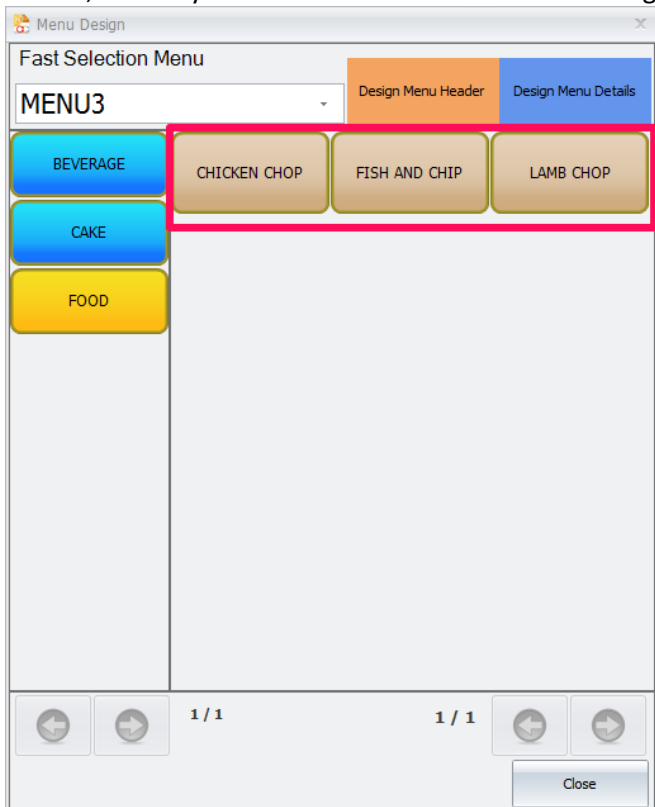 Menu Design
Fast Selection Menu
MENU3
Design Menu Header
Design Menu Details
BEVERAGE
CHICKEN CHOP
FISH AND CHIP
LAMB CHOP
CAKE
FOOD
1 / 1
1 / 1
Close